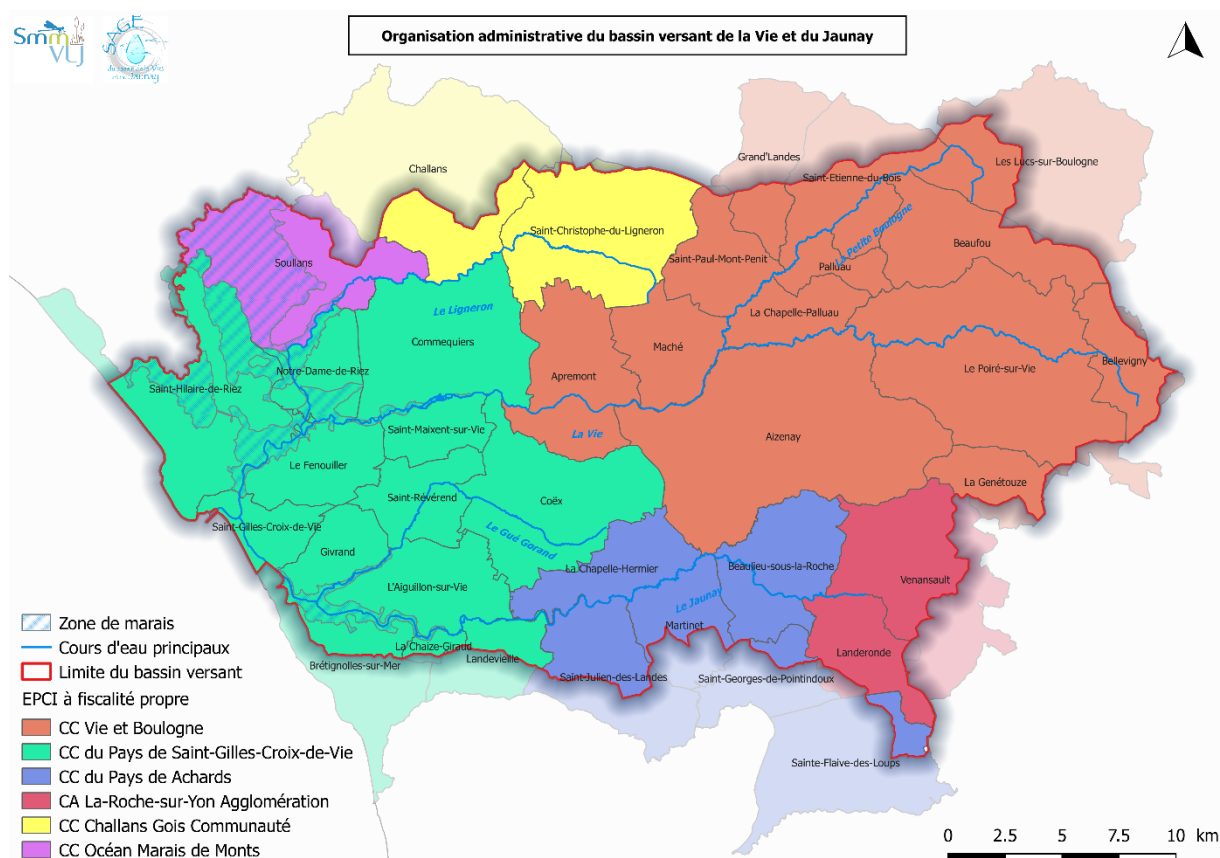 Smm
VLJ
SAGE
Jaunay
Organisation administrative du bassin versant de la Vie et du Jaunay
Challans
Grand'Landes
Les Lucs-sur-Boulogne
Saint-Etienne-du-Bois
La Petite Boulogne
Saint-Christophe-du-Ligneron
Beaufou
Soullans
Saint-Paul-Mont-Penit
Palluau
Le Ligneron
La Chapelle-Palluau
Commequiers
Maché
Bellevigny
Notre-Dame-de-Riez
Apremont
Le Poiré-sur-Vie
Saint-Hilaire-de-Riez
Saint-Maixent-sur-Vie
La Vie
Aizenay
Le Fenouiller
La Genétouze
Saint-Révérend
Coëx
Saint-Gilles-Croix-de-Vie
Le Gué Gorand
Givrand
La Chapelle-Hermier
Beaulieu-sous-la-Roche
Venansault
L'Aiguillon-sur-Vie
Le Jaunay
Martinet
La Chaize-Giraud
Landeronde
Brétignolles-sur-Mer
Landevieille
Saint-Julien-des-Landes
Saint-Georges-de-Pointindoux
Sainte-Flaive-des-Loups
Zone de marais
Cours d'eau principaux
Limite du bassin versant
EPCI à fiscalité propre
CC Vie et Boulogne
CC du Pays de Saint-Gilles-Croix-de-Vie
CC du Pays de Achards
CA La-Roche-sur-Yon Agglomération
CC Challans Gois Communauté
CC Océan Marais de Monts
0 2.5 5 7.5 10 km